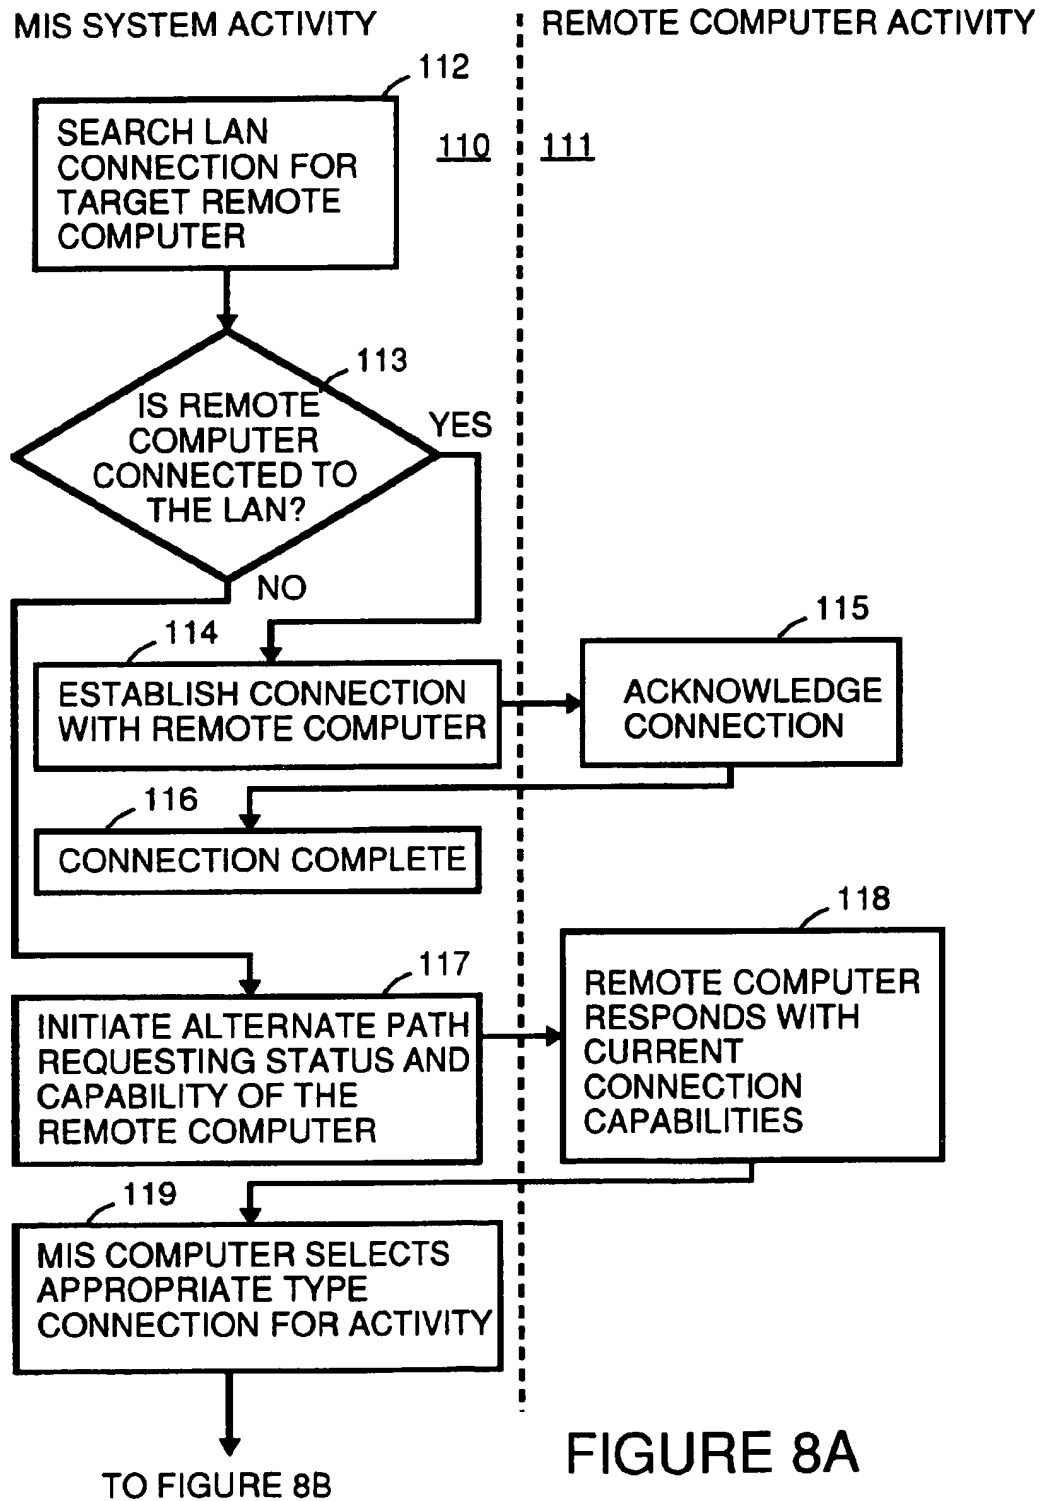 MIS SYSTEM ACTIVITY
REMOTE COMPUTER ACTIVITY
112
SEARCH LAN
CONNECTION FOR
TARGET REMOTE
COMPUTER
110
111
113
IS REMOTE
COMPUTER
CONNECTED TO
THE LAN?
YES
NO
114
ESTABLISH CONNECTION
WITH REMOTE COMPUTER
115
ACKNOWLEDGE
CONNECTION
116
CONNECTION COMPLETE
117
INITIATE ALTERNATE PATH
REQUESTING STATUS AND
CAPABILITY OF THE
REMOTE COMPUTER
118
REMOTE COMPUTER
RESPONDS WITH
CURRENT
CONNECTION
CAPABILITIES
119
MIS COMPUTER SELECTS
APPROPRIATE TYPE
CONNECTION FOR ACTIVITY
TO FIGURE 8B
FIGURE 8A